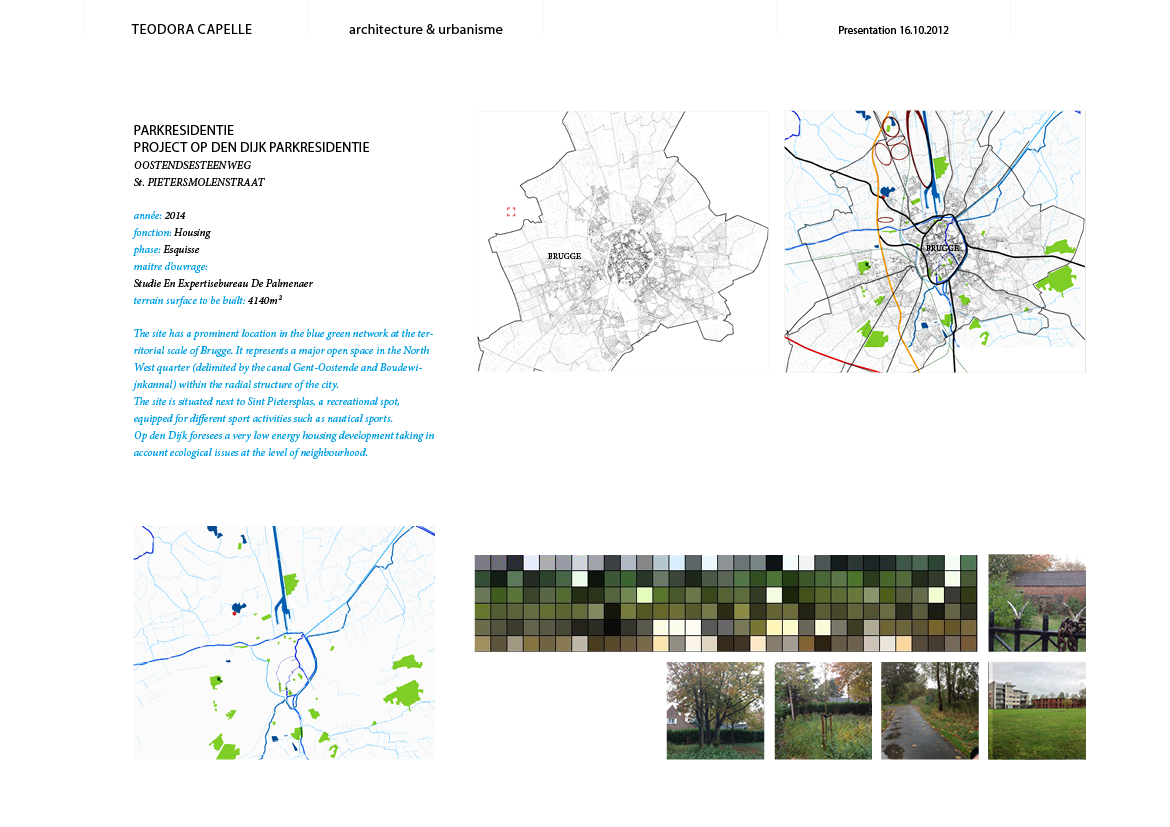 TEODORA CAPELLE
architecture & urbanisme
Presentation 16.10.2012
PARKRESIDENTIE
PROJECT OP DEN DIJK PARKRESIDENTIE
OOSTENDSESTEENWEG
St. PIETERSMOLENSTRAAT
année: 2014
fonction: Housing
phase: Esquisse
maitre d'ouvrage:
Studie En Expertisebureau De Palmenaer
terrain surface to be built: 4140m²
The site has a prominent location in the blue green network at the ter-
ritorial scale of Brugge. It represents a major open space in the North
West quarter (delimited by the canal Gent-Oostende and Boudewi-
jnkannal) within the radial structure of the city.
The site is situated next to Sint Pietersplas, a recreational spot,
equipped for different sport activities such as nautical sports.
Op den Dijk foresees a very low energy housing development taking in
account ecological issues at the level of neighbourhood.
BRUGGE
BRUGGE